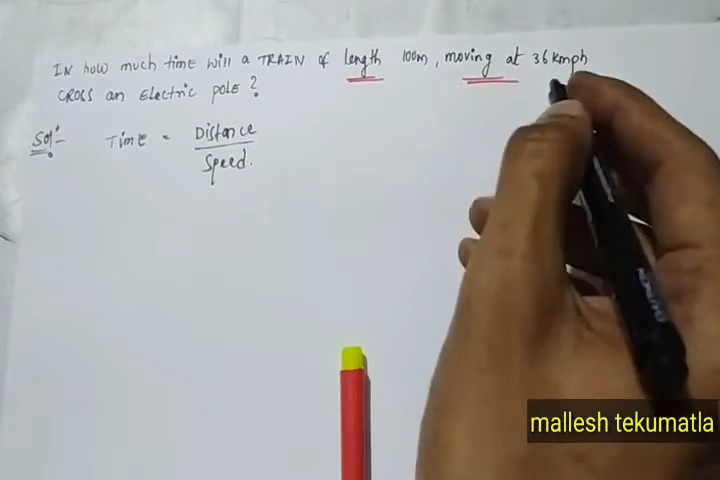 IN how much time will a TRAIN of length 100m, moving at 36kmph
CROSS an Electric pole?
Sol:- Time = Distance
Speed.
mallesh tekumatla